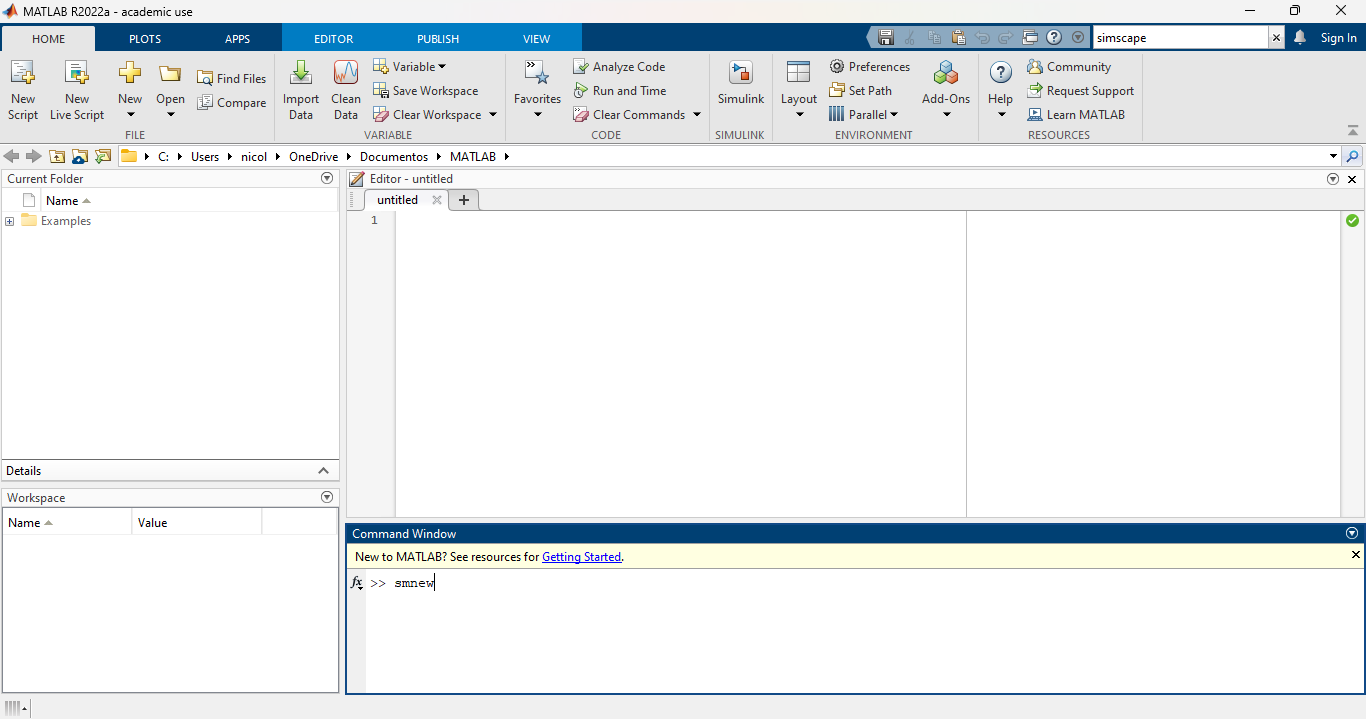 MATLAB R2022a - academic use
HOME PLOTS APPS EDITOR PUBLISH VIEW simscape Sign In
New Script
New Live Script
New
Open
Find Files
Compare
FILE
Import Data
Clean Data
Variable
Save Workspace
Clear Workspace
VARIABLE
Favorites
Analyze Code
Run and Time
Clear Commands
CODE
Simulink
SIMULINK
Layout
Preferences
Set Path
Parallel
Add-Ons
ENVIRONMENT
? Help
Community
Request Support
Learn MATLAB
RESOURCES
C: Users nicol OneDrive Documentos MATLAB
Current Folder
Name
Examples
Details
Workspace
Name Value
Editor - untitled
untitled +
1
Command Window
New to MATLAB? See resources for Getting Started.
fx >> smnew